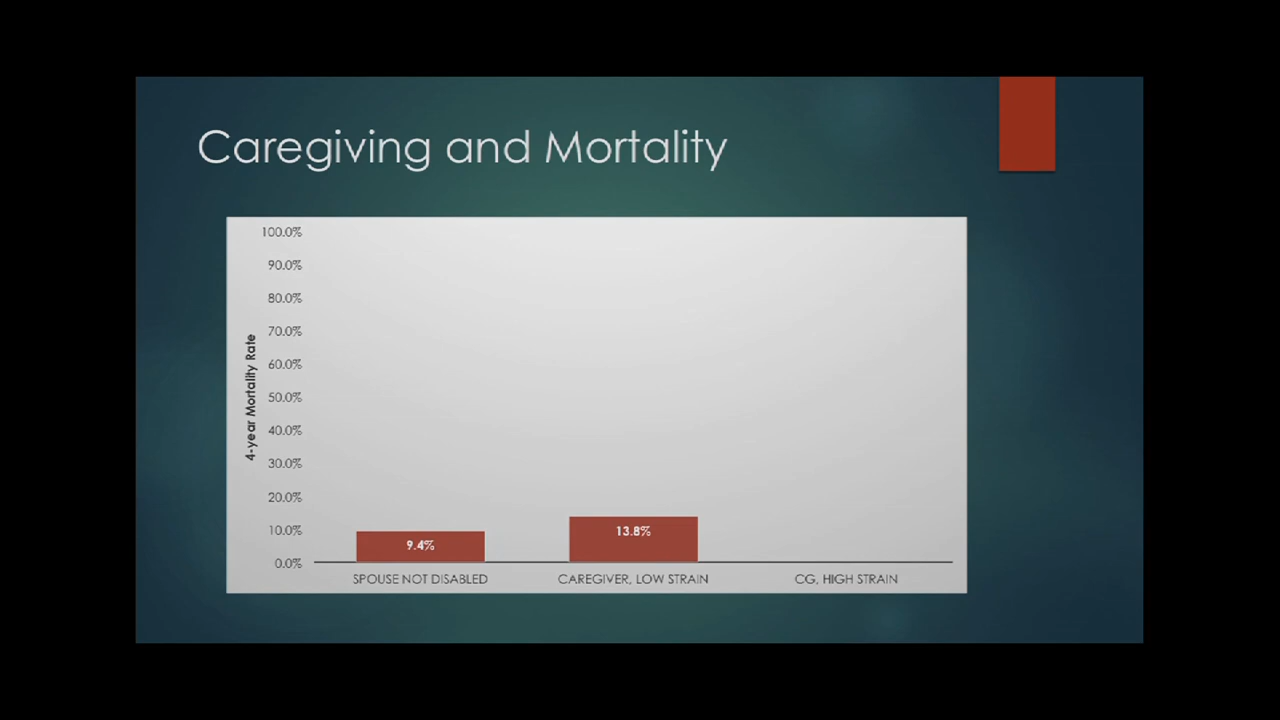 Caregiving and Mortality
4-year Mortality Rate
100.0%
90.0%
80.0%
70.0%
60.0%
50.0%
40.0%
30.0%
20.0%
10.0%
0.0%
9.4%
13.8%
SPOUSE NOT DISABLED
CAREGIVER, LOW STRAIN
CG, HIGH STRAIN